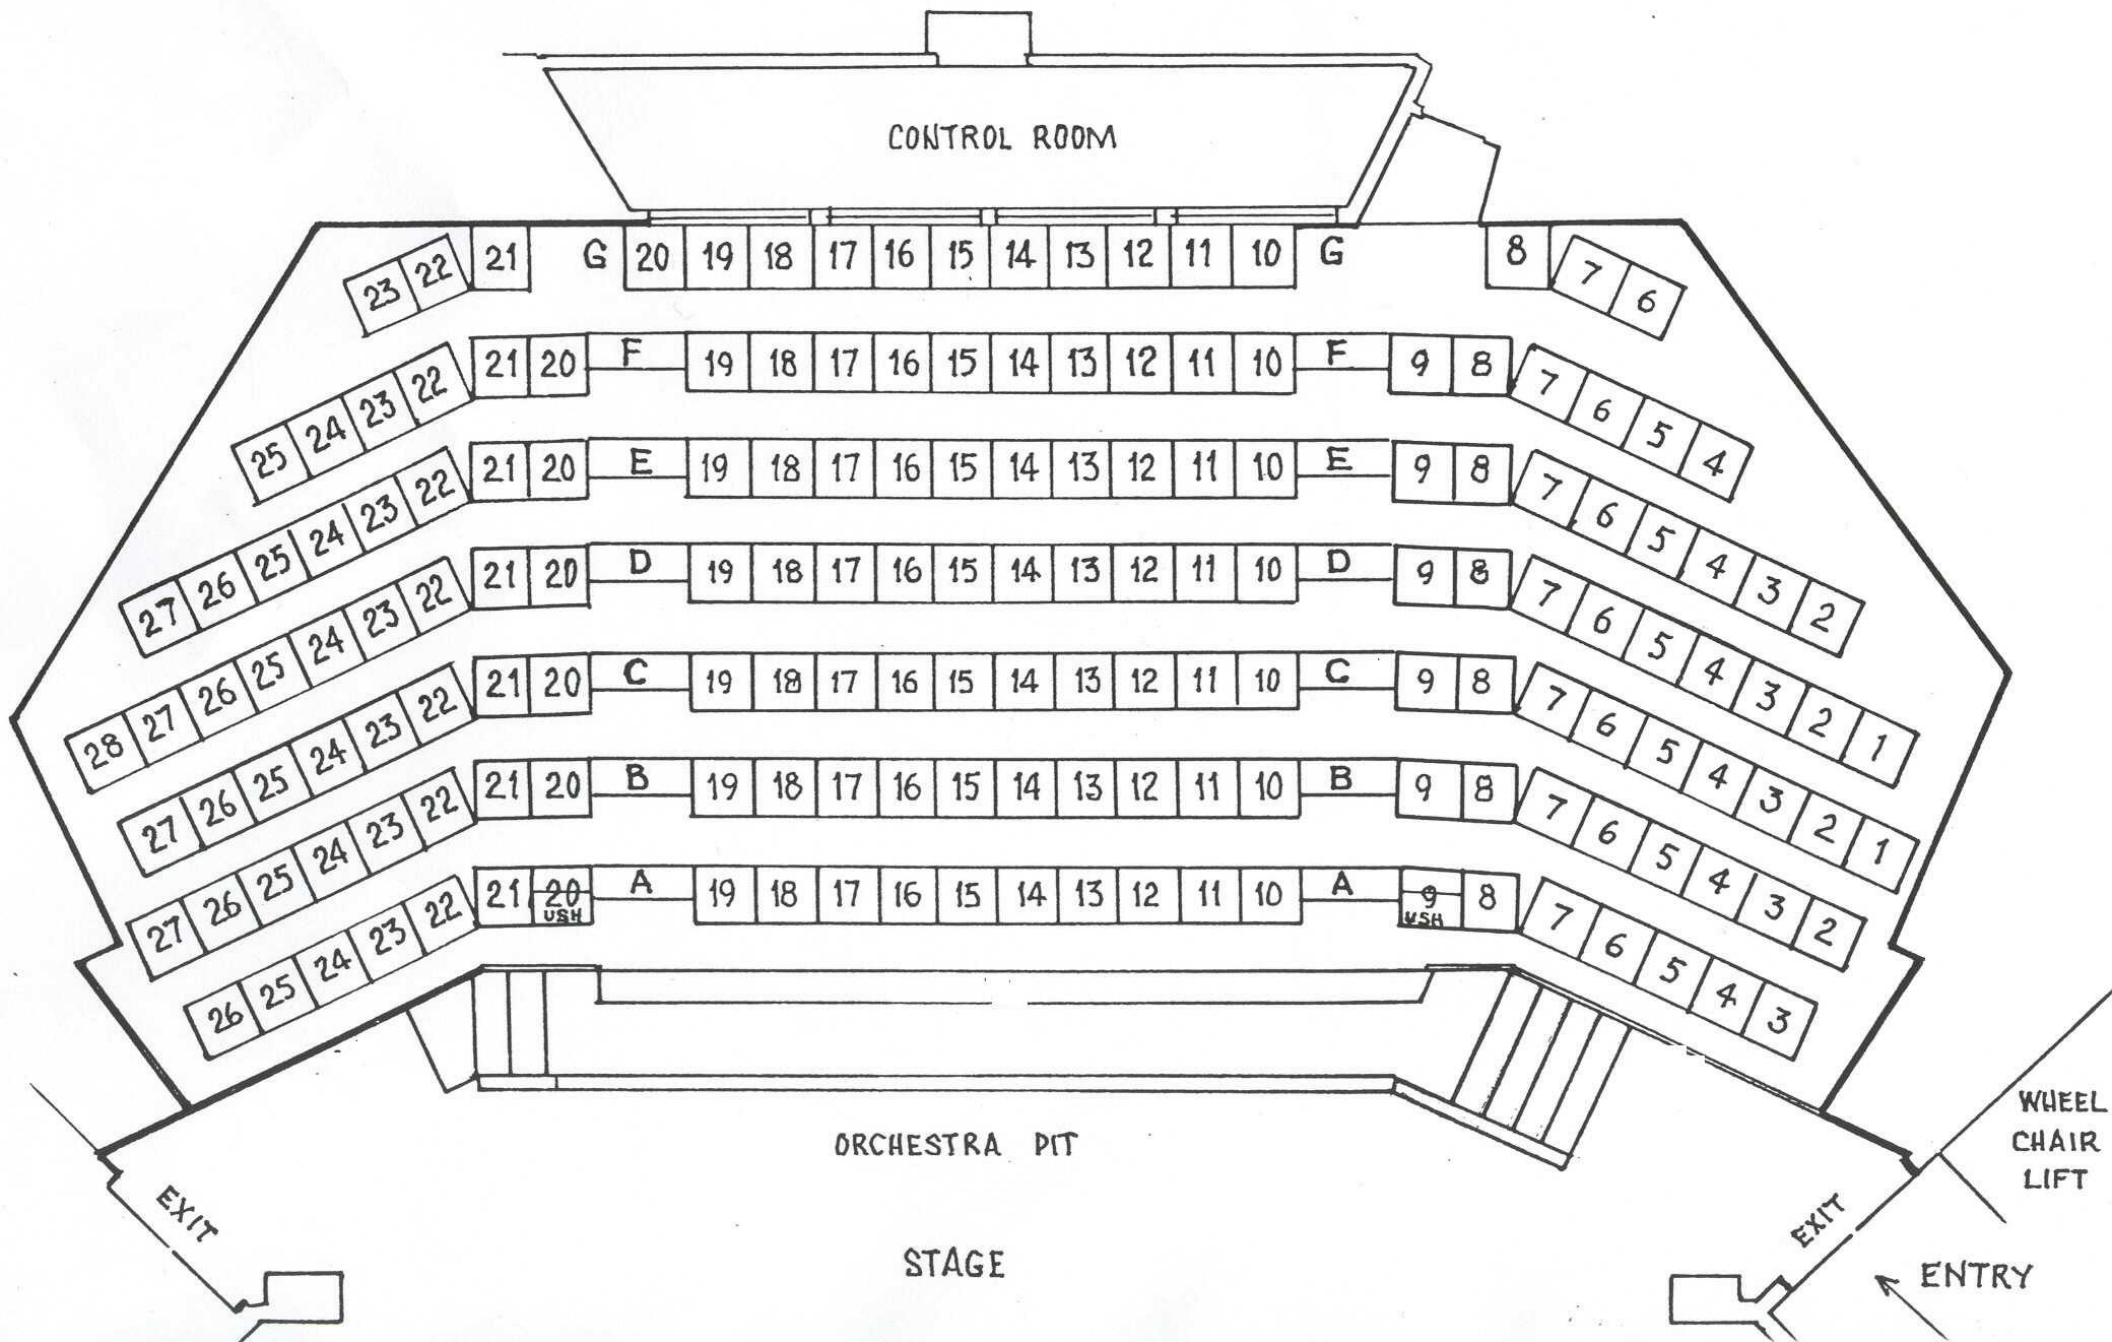 CONTROL ROOM
23 22 21 G 20 19 18 17 16 15 14 13 12 11 10 G 8 7 6
25 24 23 22 21 20 F 19 18 17 16 15 14 13 12 11 10 F 9 8 7 6 5 4
27 26 25 24 23 22 21 20 E 19 18 17 16 15 14 13 12 11 10 E 9 8 7 6 5 4 3 2
28 27 26 25 24 23 22 21 20 D 19 18 17 16 15 14 13 12 11 10 D 9 8 7 6 5 4 3 2 1
27 26 25 24 23 22 21 20 C 19 18 17 16 15 14 13 12 11 10 C 9 8 7 6 5 4 3 2 1
27 26 25 24 23 22 21 20 B 19 18 17 16 15 14 13 12 11 10 B 9 8 7 6 5 4 3 2
26 25 24 23 22 21 20 A 19 18 17 16 15 14 13 12 11 10 A 9 8 7 6 5 4 3
USH USH
ORCHESTRA PIT
WHEEL
CHAIR
LIFT
EXIT
EXIT
STAGE
ENTRY